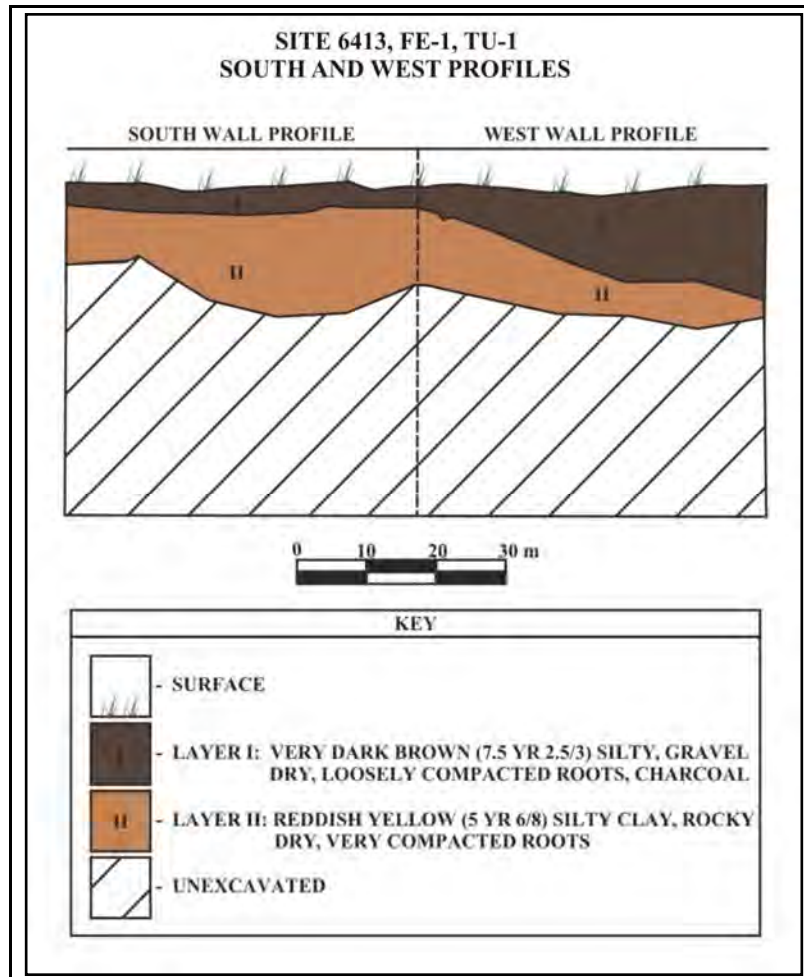 SITE 6413, FE-1, TU-1
SOUTH AND WEST PROFILES
SOUTH WALL PROFILE WEST WALL PROFILE
I I
II
II
0 10 20 30 m
KEY
- SURFACE
I - LAYER I: VERY DARK BROWN (7.5 YR 2.5/3) SILTY, GRAVEL
DRY, LOOSELY COMPACTED ROOTS, CHARCOAL
II - LAYER II: REDDISH YELLOW (5 YR 6/8) SILTY CLAY, ROCKY
DRY, VERY COMPACTED ROOTS
- UNEXCAVATED